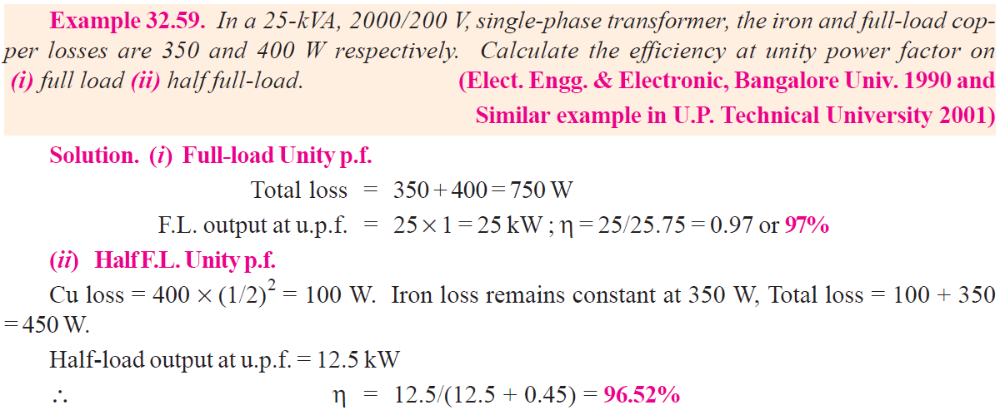 Example 32.59. In a 25-kVA, 2000/200 V, single-phase transformer, the iron and full-load cop-
per losses are 350 and 400 W respectively. Calculate the efficiency at unity power factor on
(i) full load (ii) half full-load. (Elect. Engg. & Electronic, Bangalore Univ. 1990 and
Similar example in U.P. Technical University 2001)
Solution. (i) Full-load Unity p.f.
Total loss = 350 + 400 = 750 W
F.L. output at u.p.f. = 25 × 1 = 25 kW ; η = 25/25.75 = 0.97 or 97%
(ii) Half F.L. Unity p.f.
Cu loss = 400 × (1/2)² = 100 W. Iron loss remains constant at 350 W, Total loss = 100 + 350
= 450 W.
Half-load output at u.p.f. = 12.5 kW
∴ η = 12.5/(12.5 + 0.45) = 96.52%